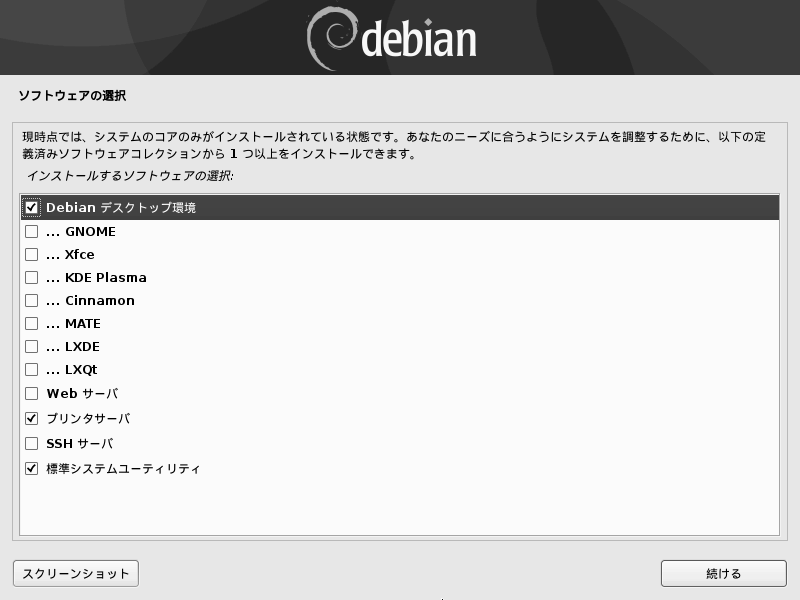 debian
ソフトウェアの選択
現時点では、システムのコアのみがインストールされている状態です。あなたのニーズに合うようにシステムを調整するために、以下の定
義済みソフトウェアコレクションから 1 つ以上をインストールできます。
インストールするソフトウェアの選択:
Debian デスクトップ環境
... GNOME
... Xfce
... KDE Plasma
... Cinnamon
... MATE
... LXDE
... LXQt
Web サーバ
プリンタサーバ
SSH サーバ
標準システムユーティリティ
スクリーンショット
続ける